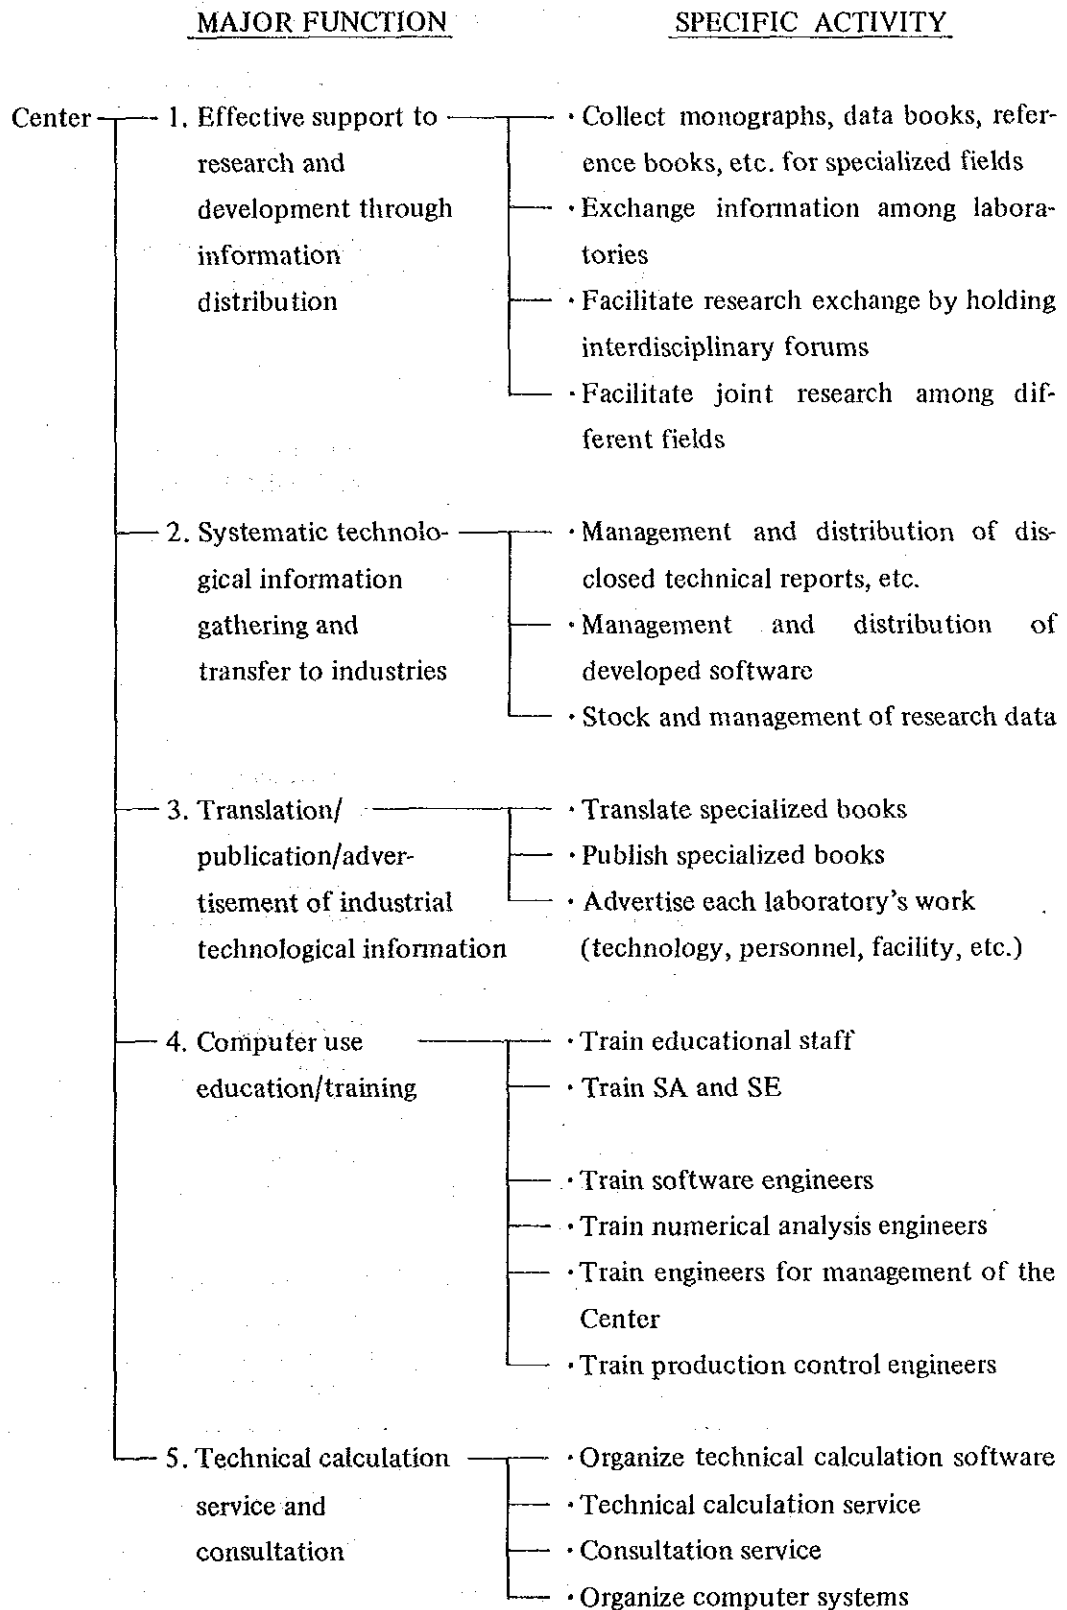 MAJOR FUNCTION SPECIFIC ACTIVITY
Center 1. Effective support to
research and
development through
information
distribution
· Collect monographs, data books, refer-
ence books, etc. for specialized fields
· Exchange information among labora-
tories
· Facilitate research exchange by holding
interdisciplinary forums
· Facilitate joint research among dif-
ferent fields
2. Systematic technolo-
gical information
gathering and
transfer to industries
· Management and distribution of dis-
closed technical reports, etc.
· Management and distribution of
developed software
· Stock and management of research data
3. Translation/
publication/adver-
tisement of industrial
technological information
· Translate specialized books
· Publish specialized books
· Advertise each laboratory's work
(technology, personnel, facility, etc.)
4. Computer use
education/training
· Train educational staff
· Train SA and SE
· Train software engineers
· Train numerical analysis engineers
· Train engineers for management of the
Center
· Train production control engineers
5. Technical calculation
service and
consultation
· Organize technical calculation software
· Technical calculation service
· Consultation service
· Organize computer systems